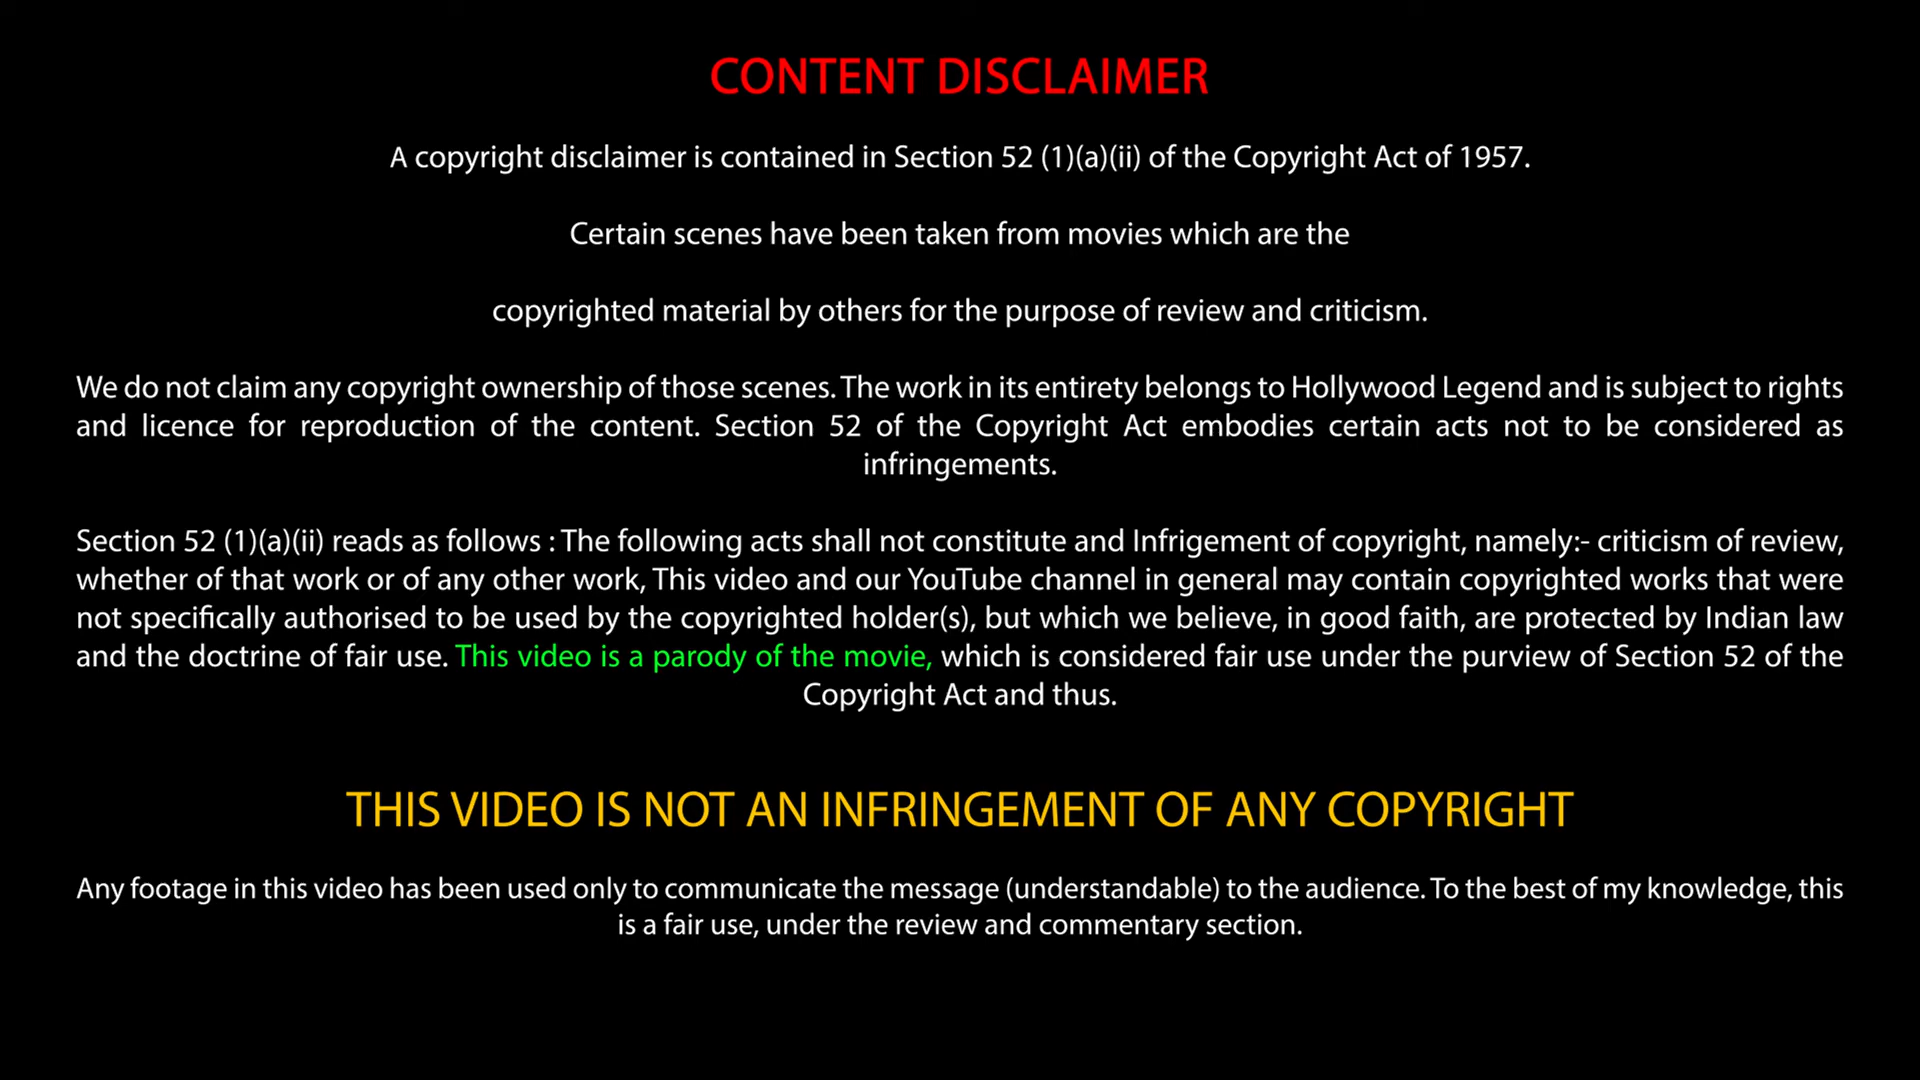 CONTENT DISCLAIMER
A copyright disclaimer is contained in Section 52 (1)(a)(ii) of the Copyright Act of 1957.
Certain scenes have been taken from movies which are the
copyrighted material by others for the purpose of review and criticism.
We do not claim any copyright ownership of those scenes. The work in its entirety belongs to Hollywood Legend and is subject to rights
and licence for reproduction of the content. Section 52 of the Copyright Act embodies certain acts not to be considered as
infringements.
Section 52 (1)(a)(ii) reads as follows : The following acts shall not constitute and Infrigement of copyright, namely:- criticism of review,
whether of that work or of any other work, This video and our YouTube channel in general may contain copyrighted works that were
not specifically authorised to be used by the copyrighted holder(s), but which we believe, in good faith, are protected by Indian law
and the doctrine of fair use. This video is a parody of the movie, which is considered fair use under the purview of Section 52 of the
Copyright Act and thus.
THIS VIDEO IS NOT AN INFRINGEMENT OF ANY COPYRIGHT
Any footage in this video has been used only to communicate the message (understandable) to the audience. To the best of my knowledge, this
is a fair use, under the review and commentary section.